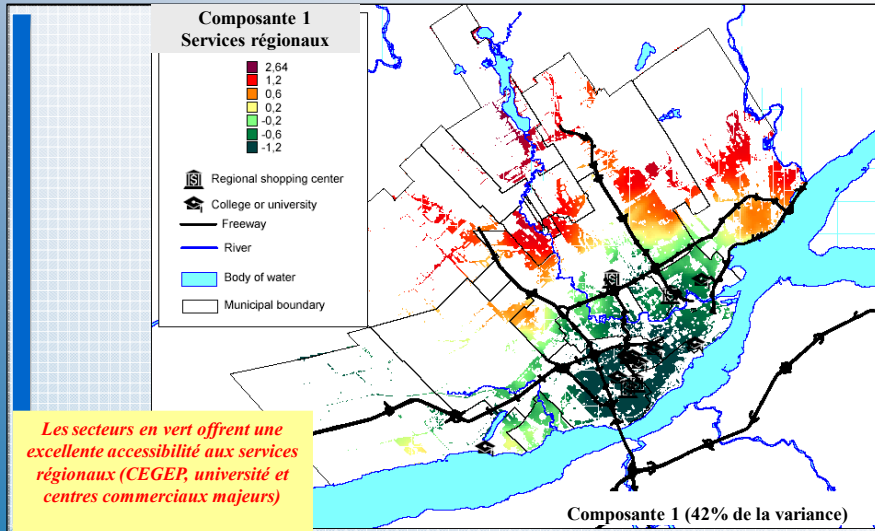 Composante 1
Services régionaux
2,64
1,2
0,6
0,2
-0,2
-0,6
-1,2
Regional shopping center
College or university
Freeway
River
Body of water
Municipal boundary
Les secteurs en vert offrent une
excellente accessibilité aux services
régionaux (CEGEP, université et
centres commerciaux majeurs)
Composante 1 (42% de la variance)